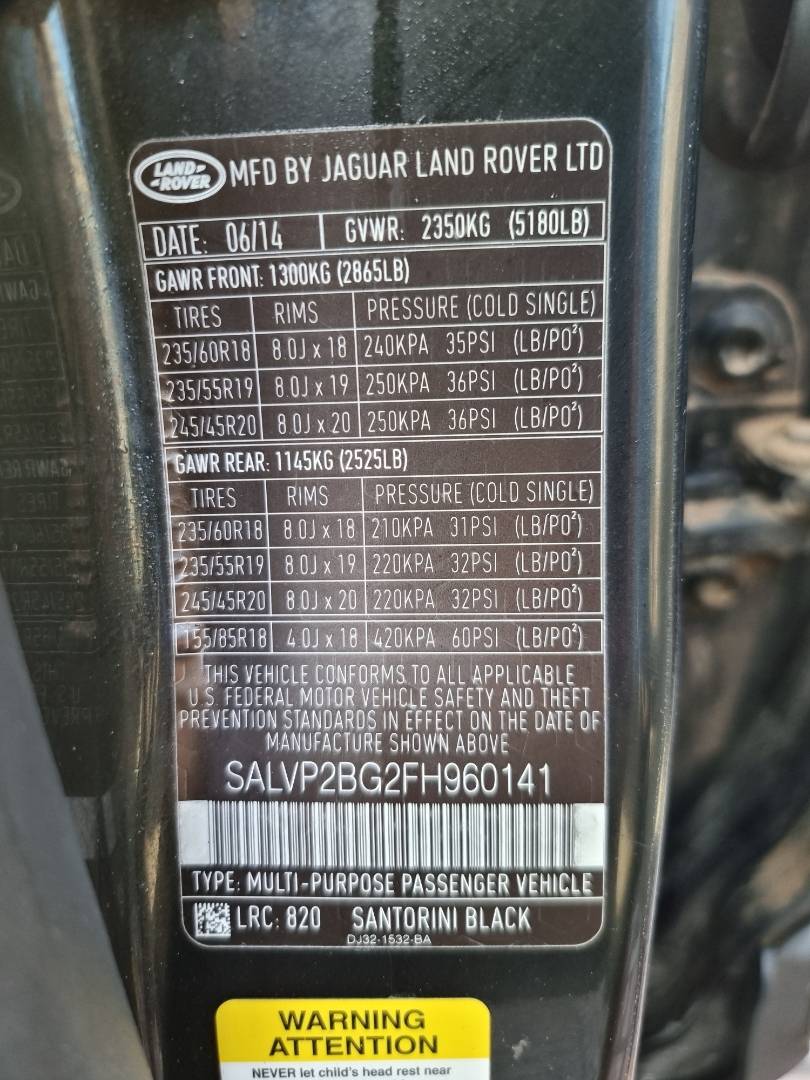 LAND-
-ROVER
MFD BY JAGUAR LAND ROVER LTD
DATE: 06/14 GVWR: 2350KG (5180LB)
GAWR FRONT: 1300KG (2865LB)
TIRES RIMS PRESSURE (COLD SINGLE)
235/60R18 8.0J x 18 240KPA 35PSI (LB/PO²)
235/55R19 8.0J x 19 250KPA 36PSI (LB/PO²)
245/45R20 8.0J x 20 250KPA 36PSI (LB/PO²)
GAWR REAR: 1145KG (2525LB)
TIRES RIMS PRESSURE (COLD SINGLE)
235/60R18 8.0J x 18 210KPA 31PSI (LB/PO²)
235/55R19 8.0J x 19 220KPA 32PSI (LB/PO²)
245/45R20 8.0J x 20 220KPA 32PSI (LB/PO²)
155/85R18 4.0J x 18 420KPA 60PSI (LB/PO²)
THIS VEHICLE CONFORMS TO ALL APPLICABLE
U.S. FEDERAL MOTOR VEHICLE SAFETY AND THEFT
PREVENTION STANDARDS IN EFFECT ON THE DATE OF
MANUFACTURE SHOWN ABOVE
SALVP2BG2FH960141
TYPE: MULTI-PURPOSE PASSENGER VEHICLE
LRC: 820 SANTORINI BLACK
DJ32-1532-BA
WARNING
ATTENTION
NEVER let child's head rest near